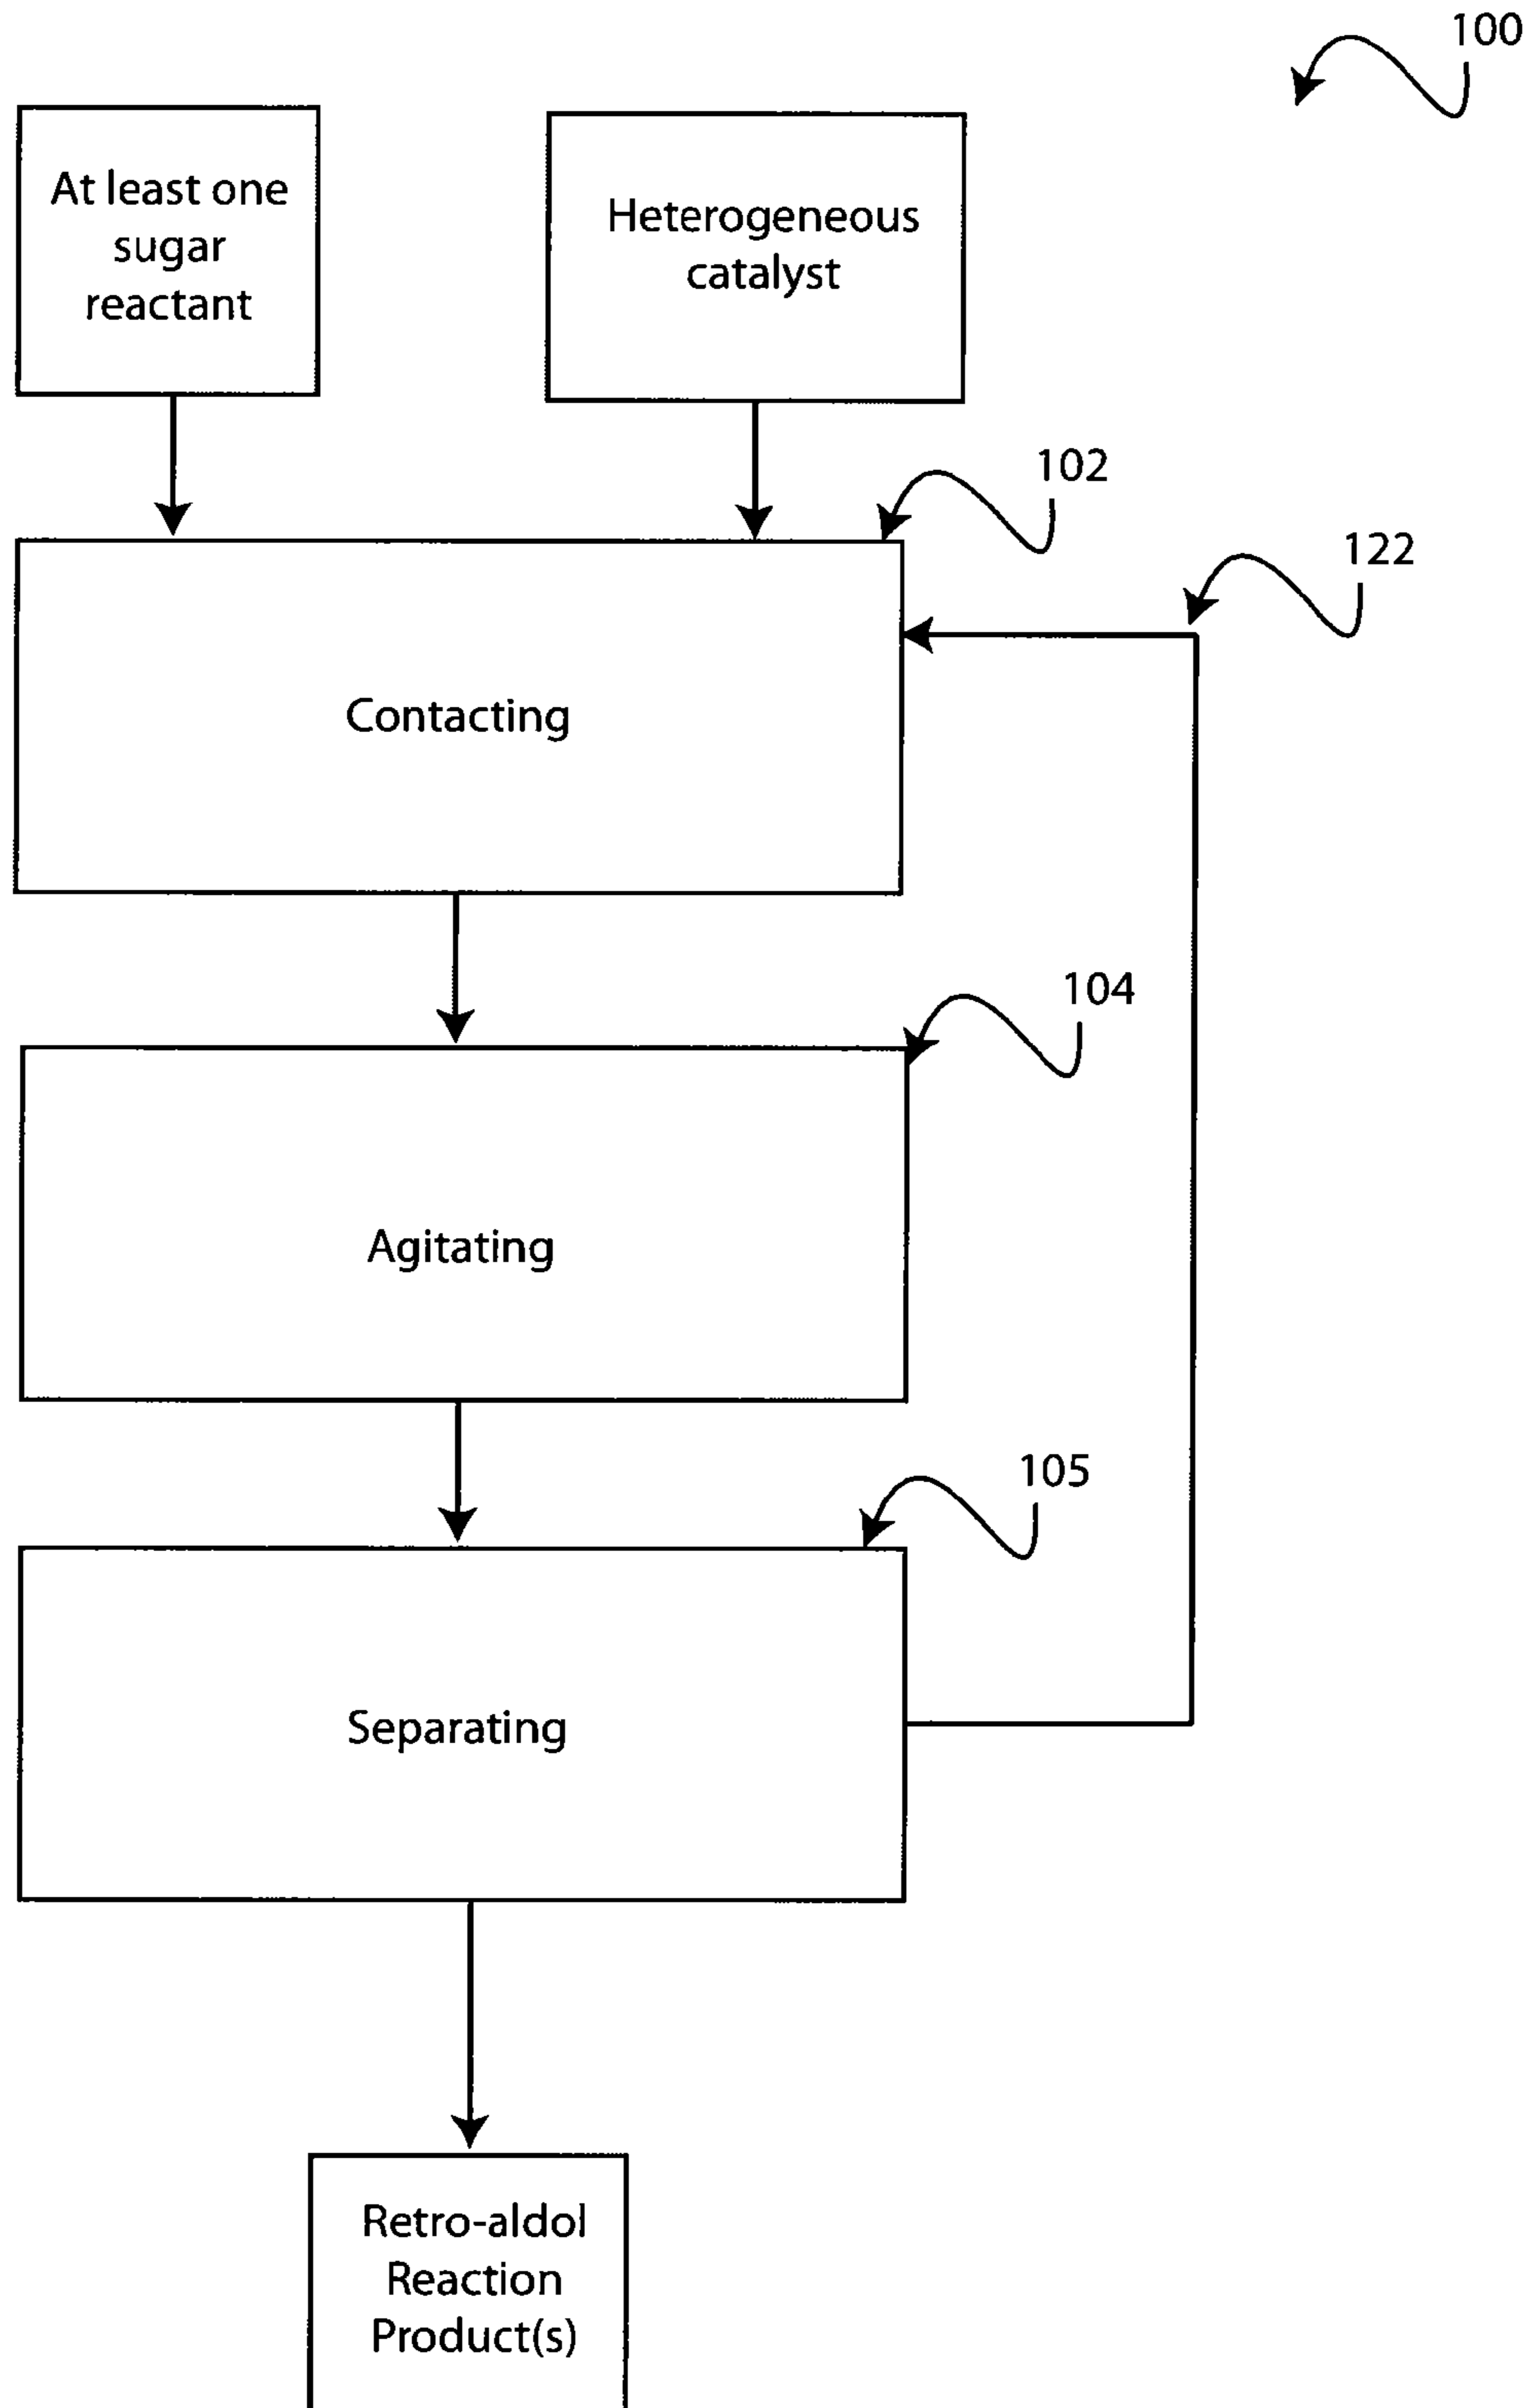 100
At least one
sugar
reactant
Heterogeneous
catalyst
102
122
Contacting
104
Agitating
105
Separating
Retro-aldol
Reaction
Product(s)